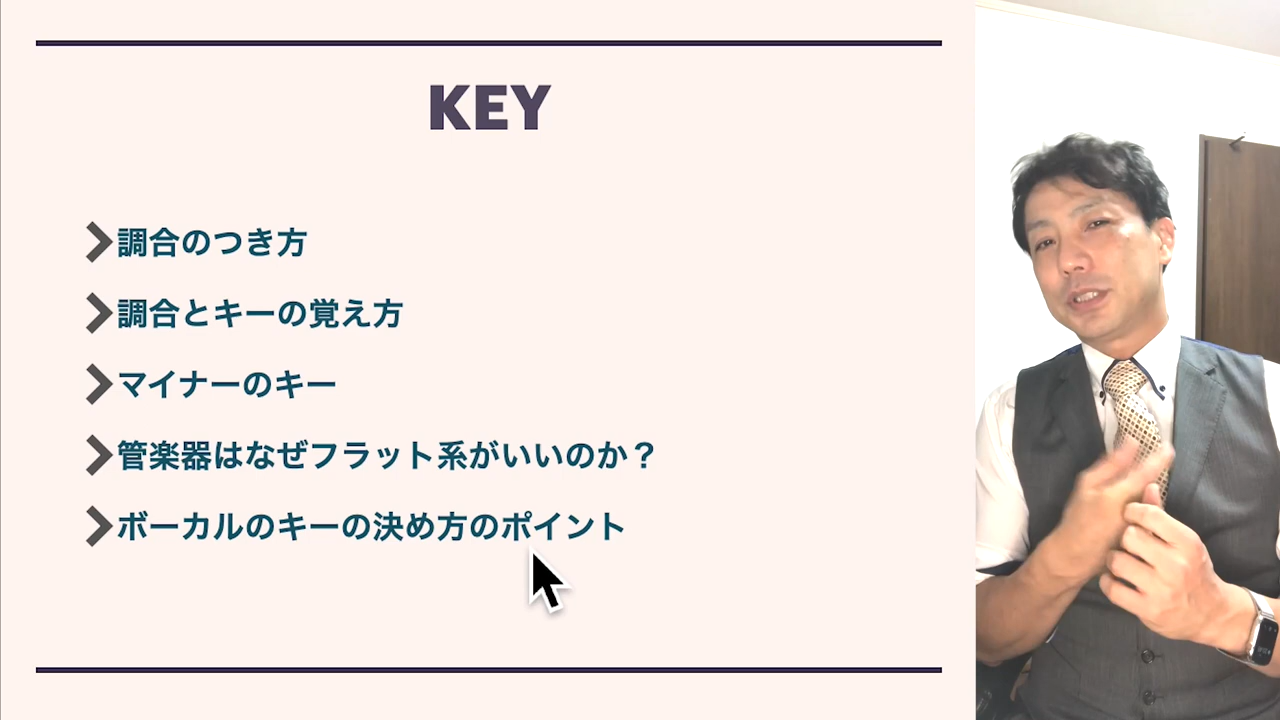 KEY
調合のつき方
調合とキーの覚え方
マイナーのキー
管楽器はなぜフラット系がいいのか？
ボーカルのキーの決め方のポイント